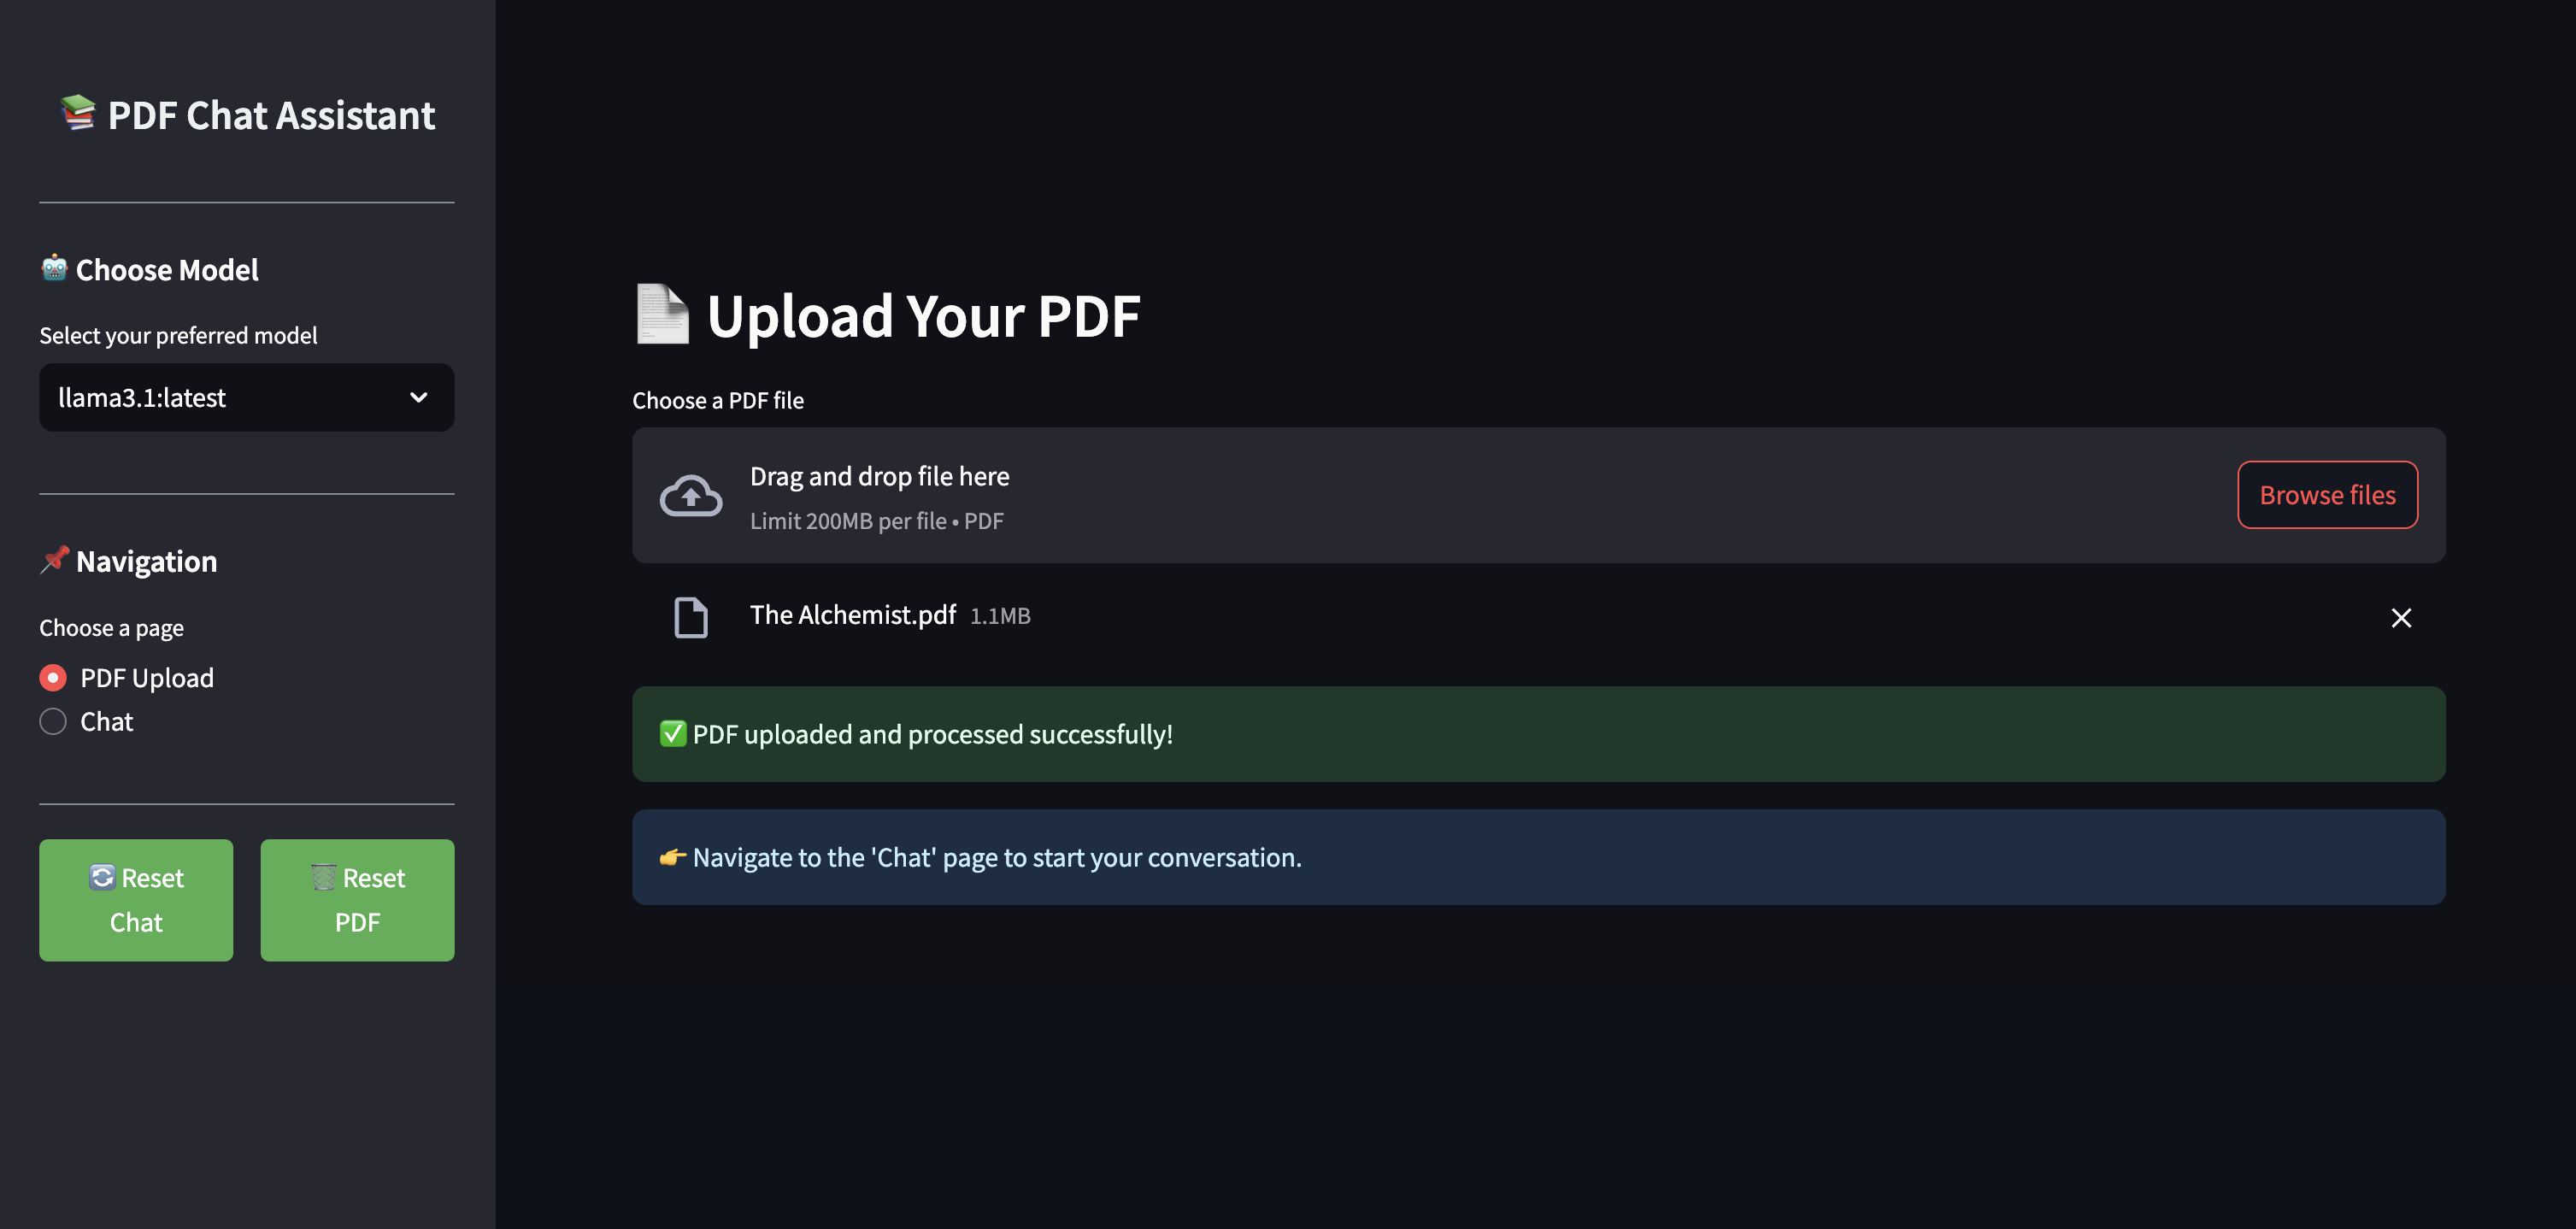 📚 PDF Chat Assistant
🤖 Choose Model
Select your preferred model
llama3.1:latest
📌 Navigation
Choose a page
PDF Upload
Chat
🔄 Reset
Chat
🗑️ Reset
PDF
📄 Upload Your PDF
Choose a PDF file
Drag and drop file here
Limit 200MB per file • PDF
Browse files
The Alchemist.pdf 1.1MB
✅ PDF uploaded and processed successfully!
👉 Navigate to the 'Chat' page to start your conversation.